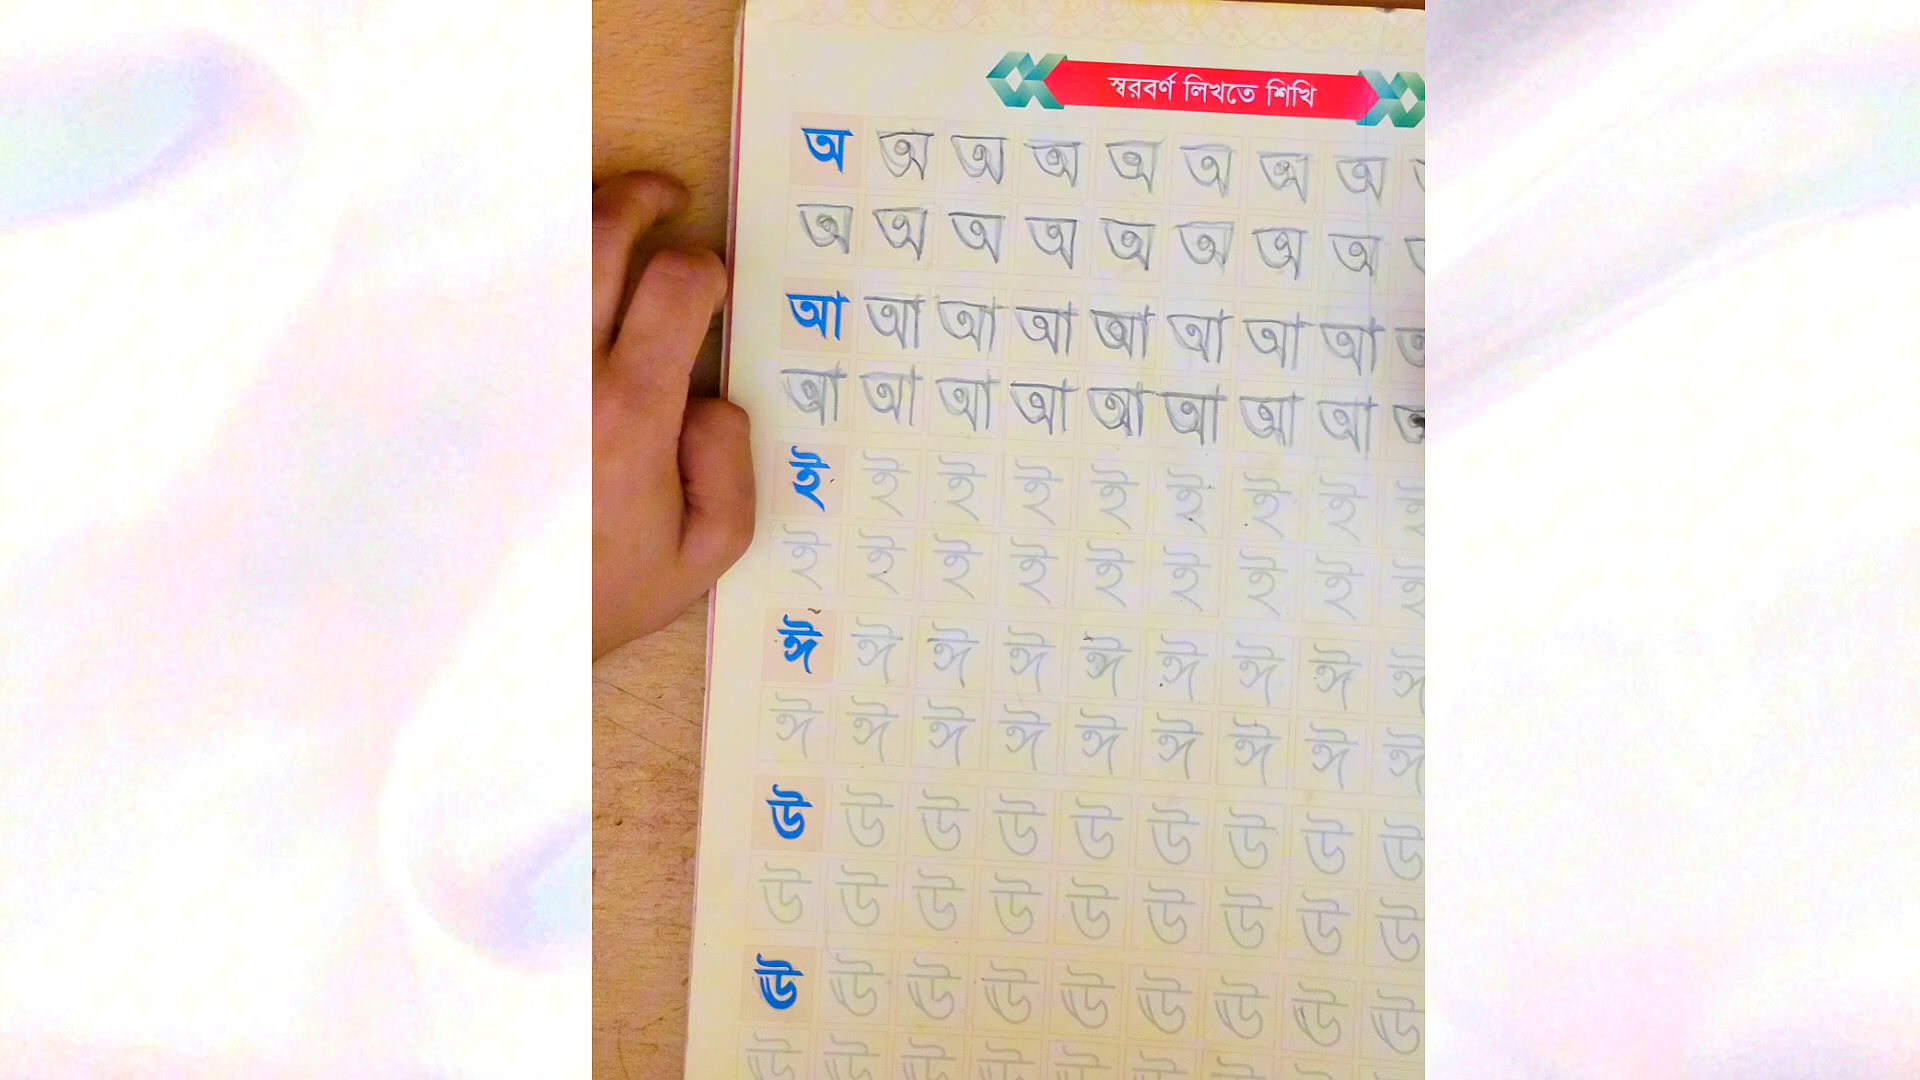 স্বরবর্ণ লিখতে শিখি
অ অ অ অ অ অ অ অ
অ অ অ অ অ অ অ অ
আ আ আ আ আ আ আ আ
আ আ আ আ আ আ আ আ
ই ই ই ই ই ই ই ই ই
ই ই ই ই ই ই ই ই ই
ঈ ঈ ঈ ঈ ঈ ঈ ঈ ঈ ঈ
ঈ ঈ ঈ ঈ ঈ ঈ ঈ ঈ ঈ
উ উ উ উ উ উ উ উ উ
উ উ উ উ উ উ উ উ উ
ঊ ঊ ঊ ঊ ঊ ঊ ঊ ঊ ঊ